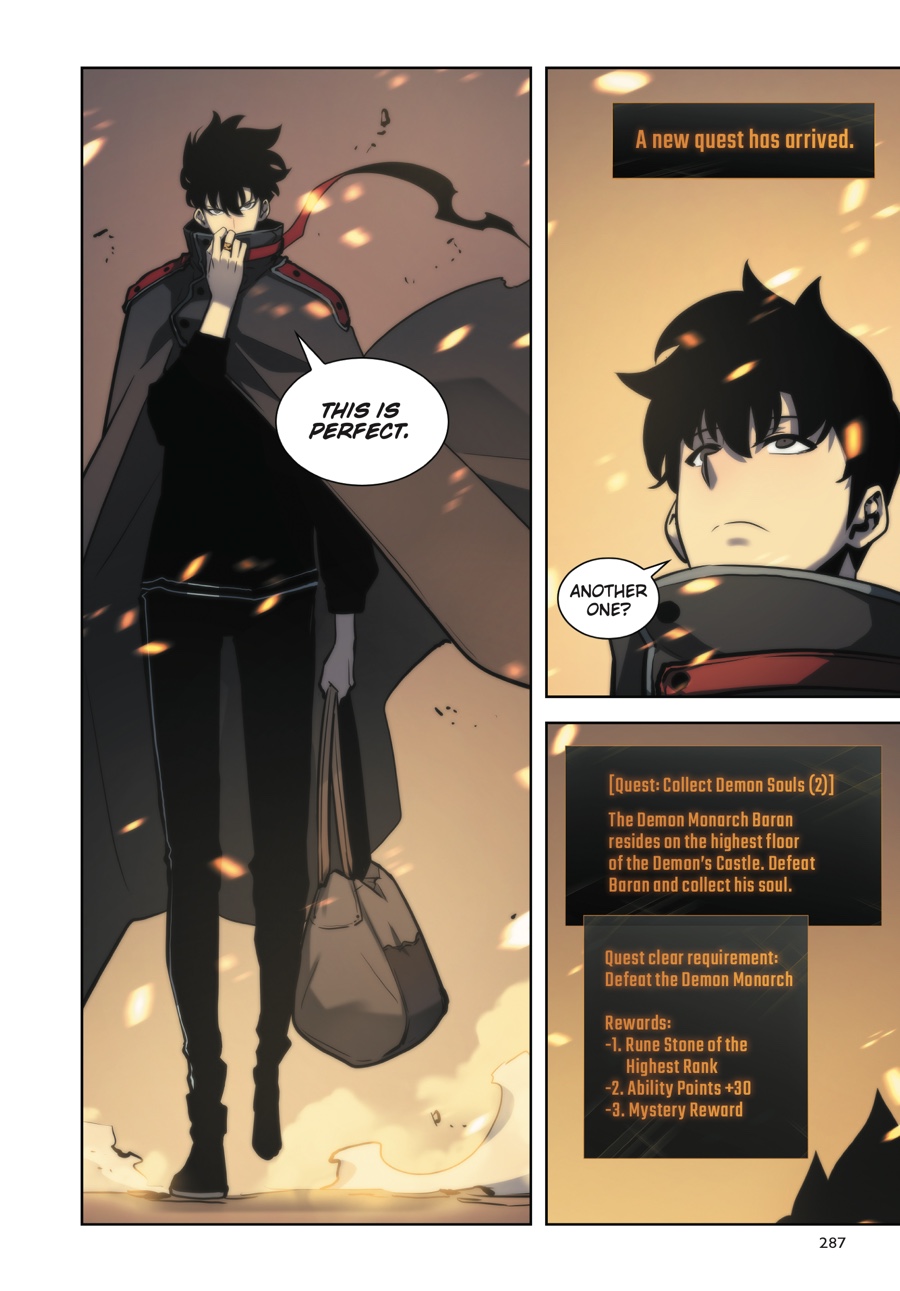 THIS IS
PERFECT.
A new quest has arrived.
ANOTHER
ONE?
[Quest: Collect Demon Souls (2)]
The Demon Monarch Baran
resides on the highest floor
of the Demon's Castle. Defeat
Baran and collect his soul.
Quest clear requirement:
Defeat the Demon Monarch
Rewards:
-1. Rune Stone of the
Highest Rank
-2. Ability Points +30
-3. Mystery Reward
287